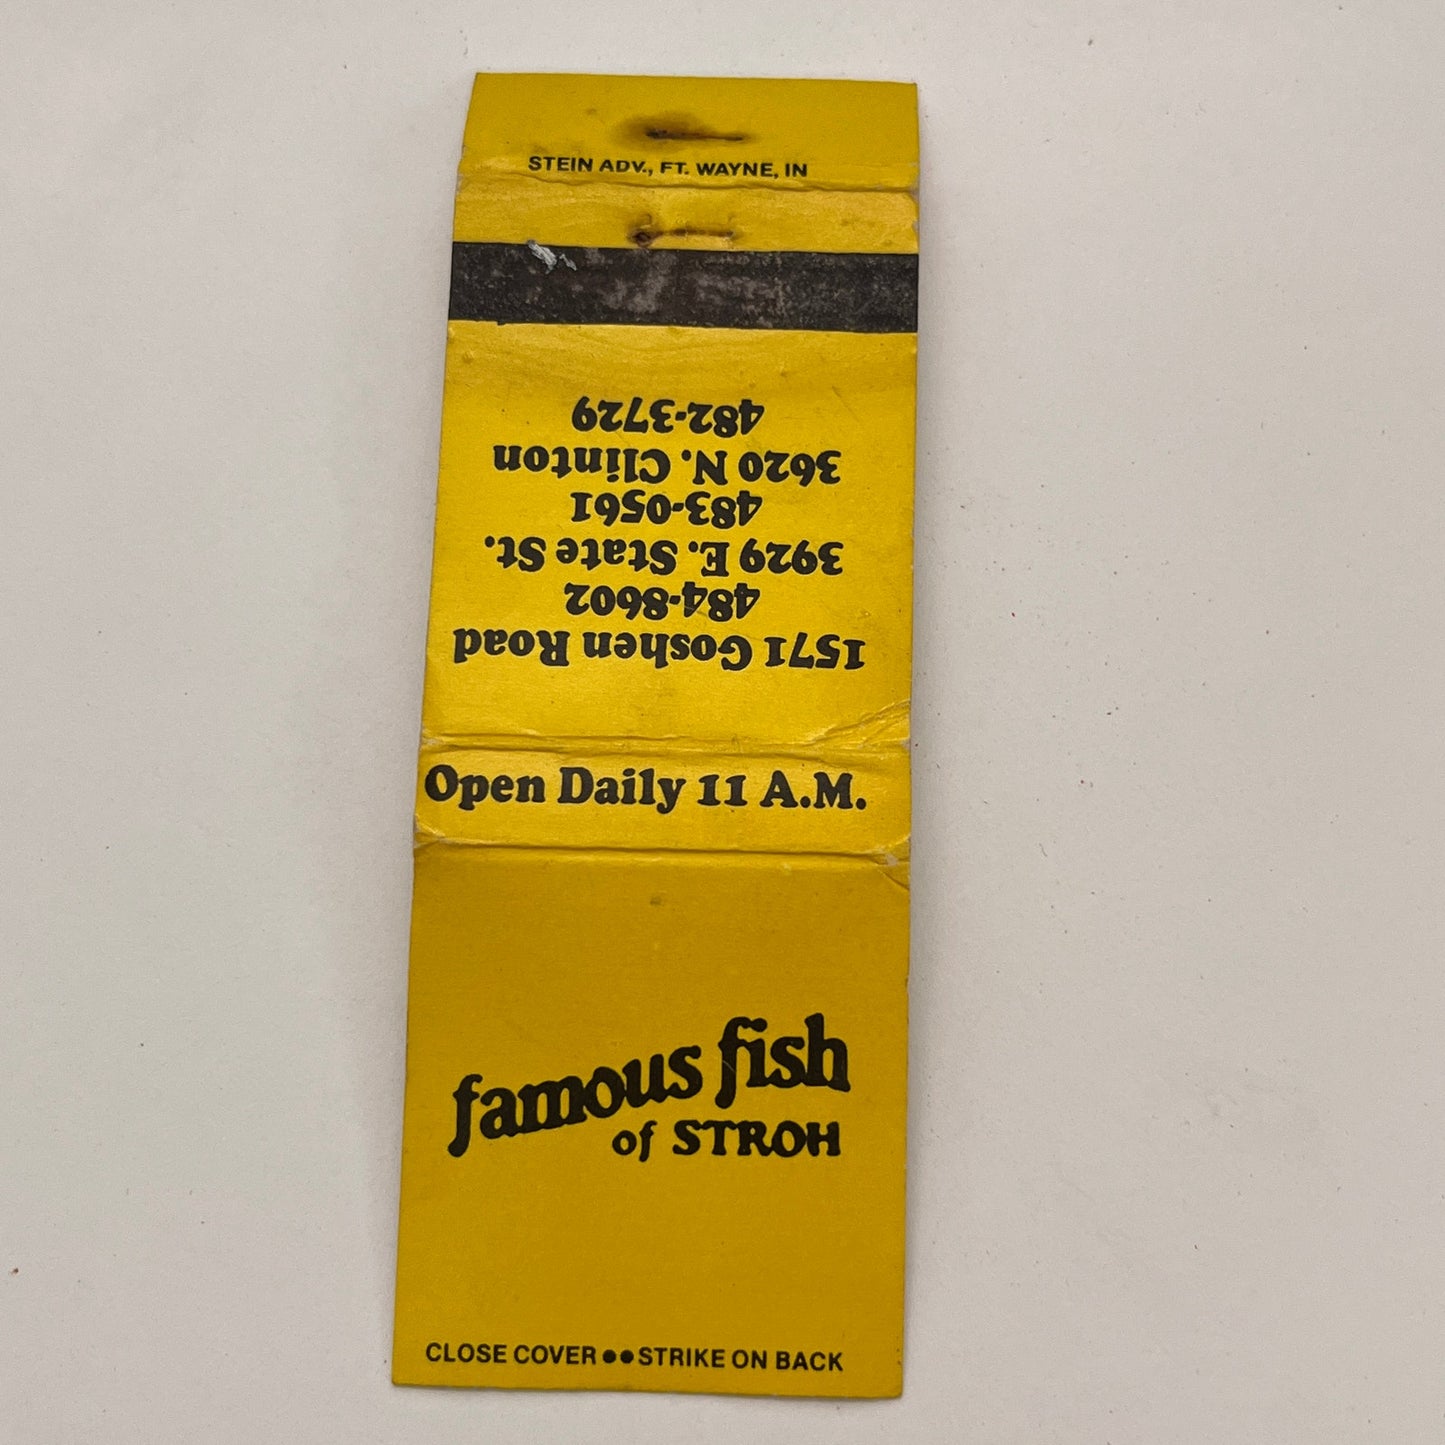 STEIN ADV., FT. WAYNE, IN
1571 Goshen Road
484-8602
3929 E. State St.
483-0561
3620 N. Clinton
482-3729
Open Daily 11 A.M.
famous fish
of STROH
CLOSE COVER●●STRIKE ON BACK